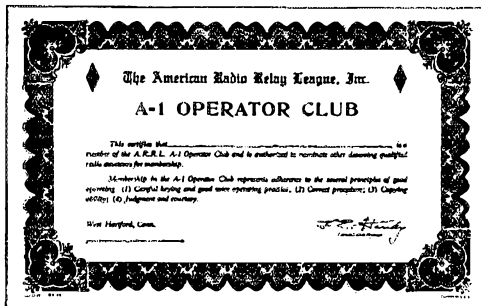 The American Radio Relay League, Inc.
A-1 OPERATOR CLUB
This certifies that is a
member of the A.R.R.L. A-1 Operator Club and is authorized to nominate other deserving qualified
radio amateurs for membership.
Membership in the A-1 Operator Club represents adherence to the several principles of good
operating: (1) Careful keying and good voice operating practice, (2) Correct procedure; (3) Copying
ability; (4) Judgment and courtesy.
West Hartford, Conn.
Handy